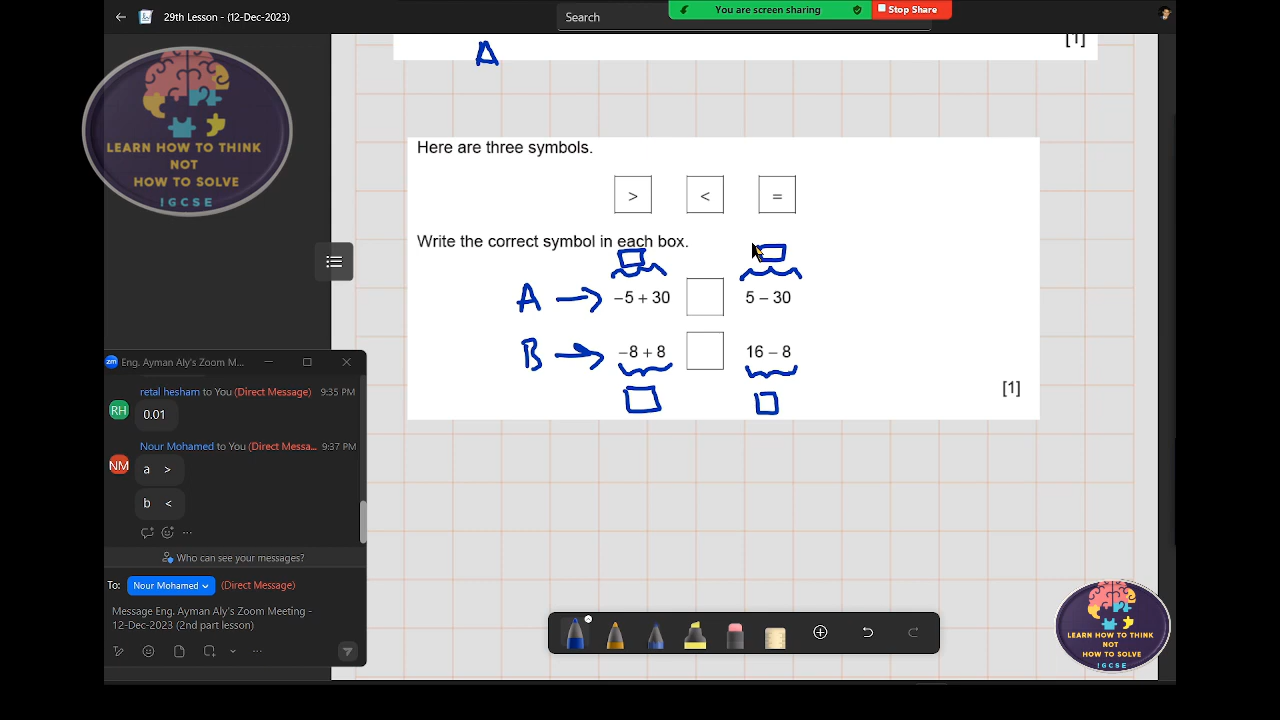 29th Lesson - (12-Dec-2023)
Search
You are screen sharing
Stop Share
LEARN HOW TO THINK
NOT
HOW TO SOLVE
IGCSE
A
[1]
Here are three symbols.
> < =
Write the correct symbol in each box.
A → −5 + 30 5 − 30
B → −8 + 8 16 − 8
[1]
zm Eng. Ayman Aly's Zoom M...
retal hesham to You (Direct Message) 9:35 PM
RH
0.01
Nour Mohamed to You (Direct Messa... 9:37 PM
NM
a >
b <
Who can see your messages?
To: Nour Mohamed (Direct Message)
Message Eng. Ayman Aly's Zoom Meeting -
12-Dec-2023 (2nd part lesson)
LEARN HOW TO THINK
NOT
HOW TO SOLVE
IGCSE